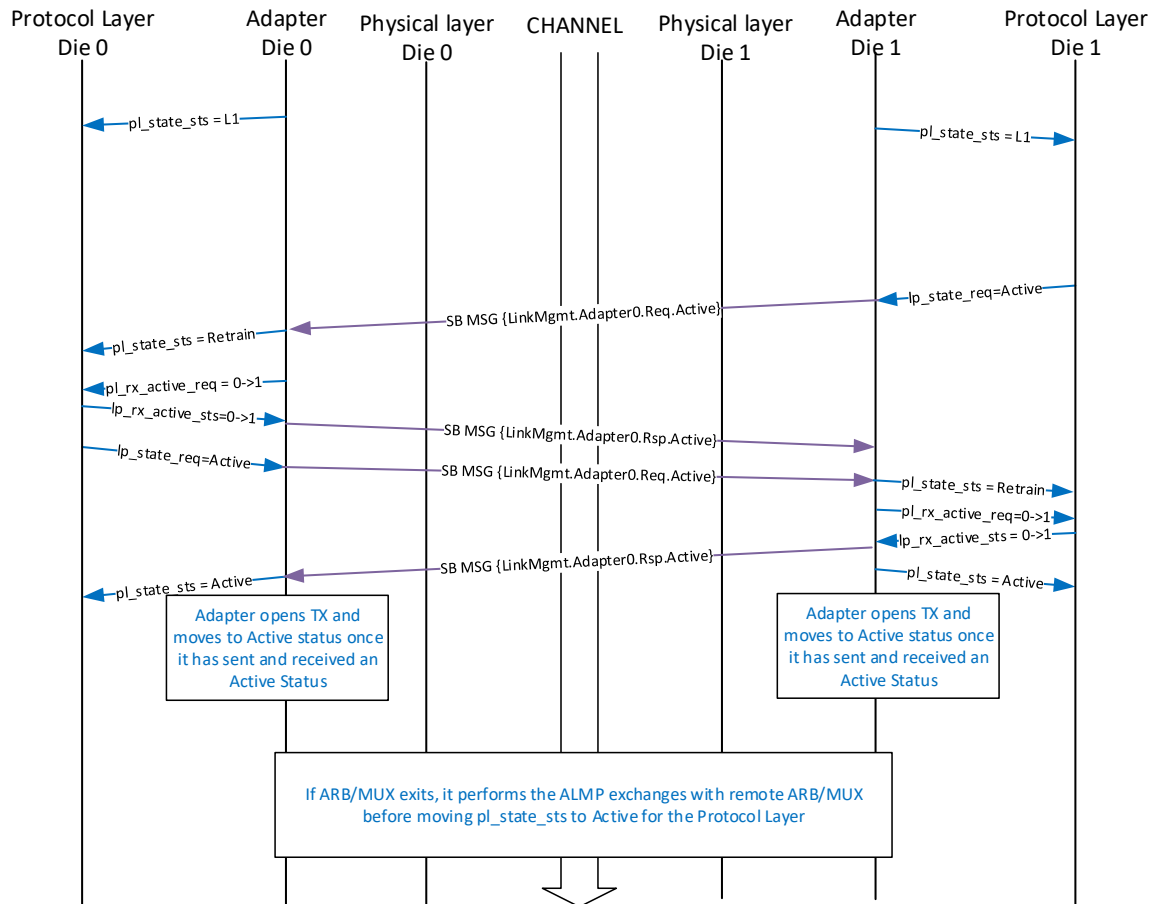 Protocol Layer
Die 0
Adapter
Die 0
Physical layer
Die 0
CHANNEL
Physical layer
Die 1
Adapter
Die 1
Protocol Layer
Die 1
pl_state_sts = L1
pl_state_sts = L1
lp_state_req=Active
SB MSG {LinkMgmt.Adapter0.Req.Active}
pl_state_sts = Retrain
pl_rx_active_req = 0->1
lp_rx_active_sts=0->1
SB MSG {LinkMgmt.Adapter0.Rsp.Active}
lp_state_req=Active
SB MSG {LinkMgmt.Adapter0.Req.Active}
pl_state_sts = Retrain
pl_rx_active_req=0->1
lp_rx_active_sts = 0->1
SB MSG {LinkMgmt.Adapter0.Rsp.Active}
pl_state_sts = Active
pl_state_sts = Active
Adapter opens TX and
moves to Active status once
it has sent and received an
Active Status
Adapter opens TX and
moves to Active status once
it has sent and received an
Active Status
If ARB/MUX exits, it performs the ALMP exchanges with remote ARB/MUX
before moving pl_state_sts to Active for the Protocol Layer